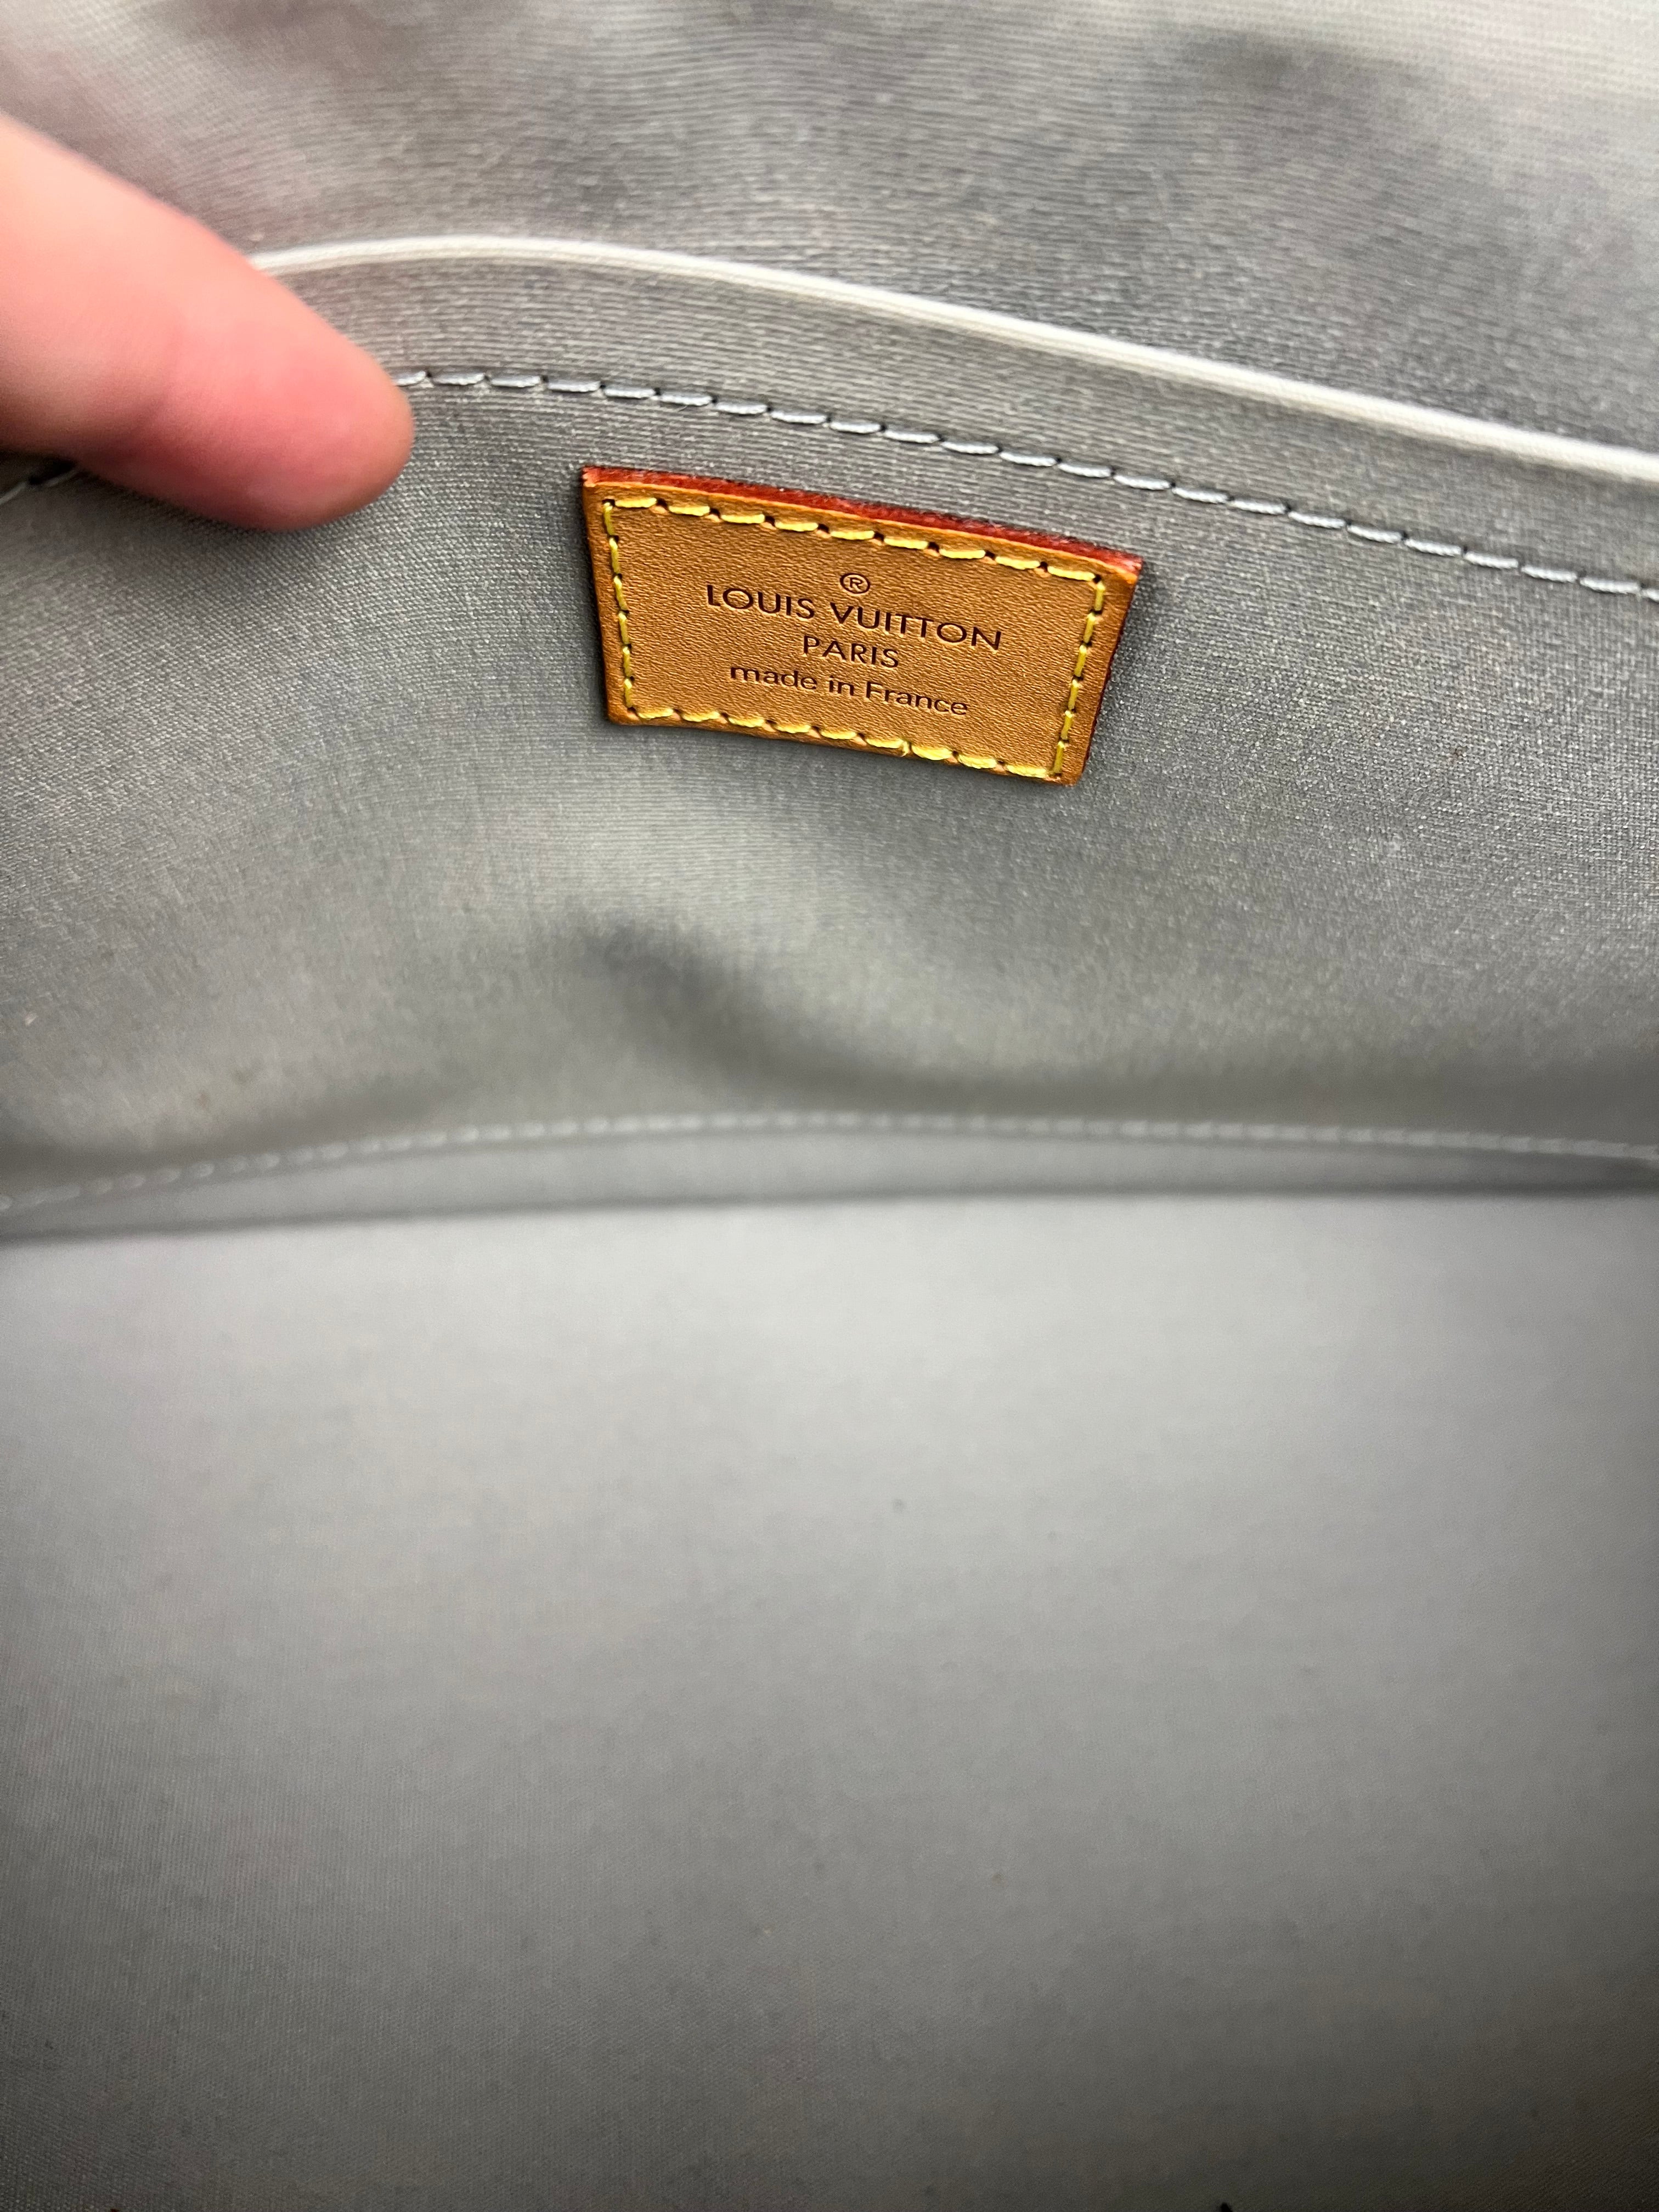 ®
LOUIS VUITTON
PARIS
made in France